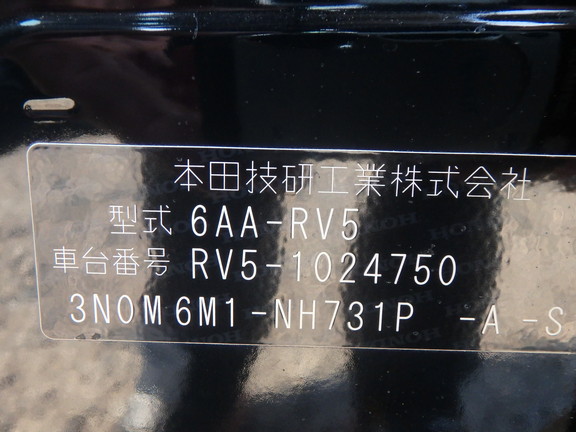 本田技研工業株式会社
型式 6AA-RV5
車台番号 RV5-1024750
3N0M6M1-NH731P -A -S